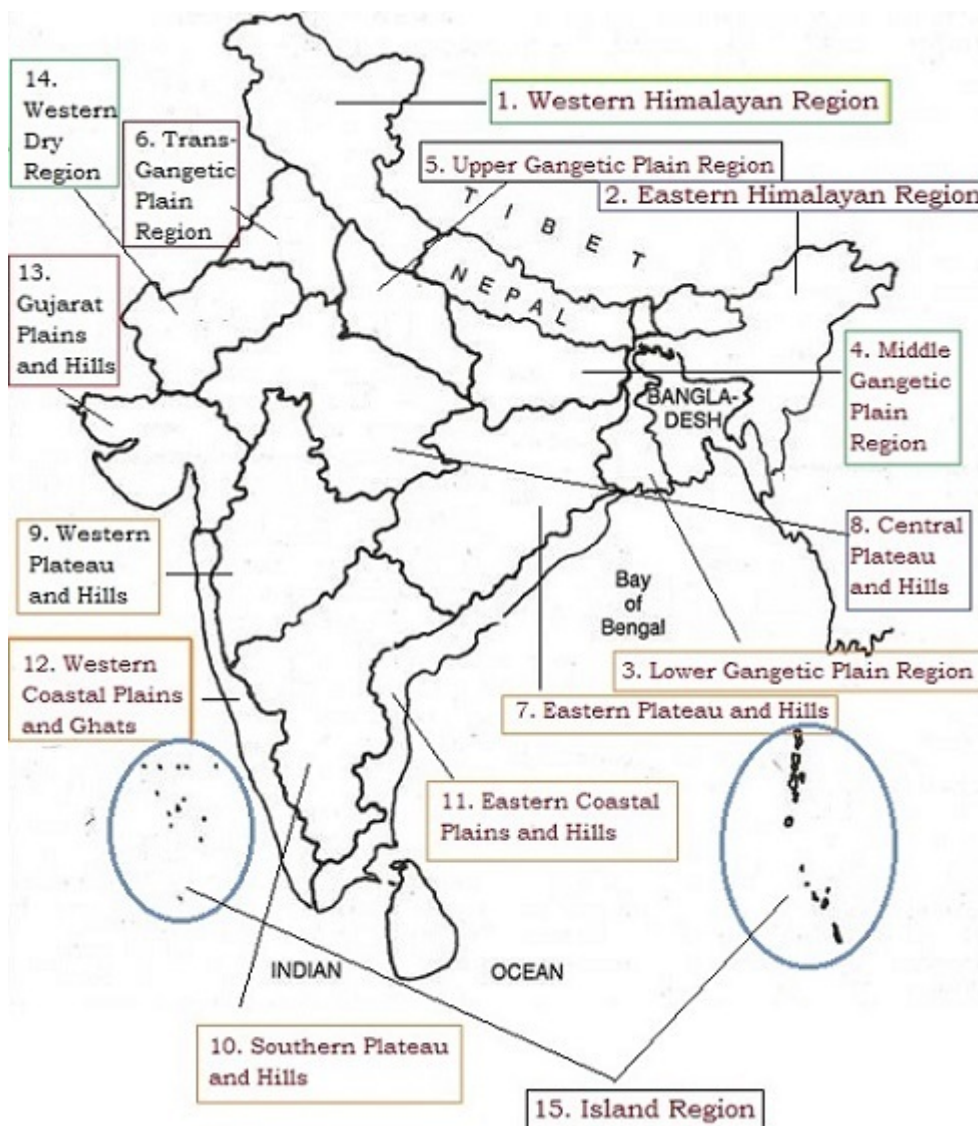 14.
Western
Dry
Region
6. Trans-
Gangetic
Plain
Region
1. Western Himalayan Region
5. Upper Gangetic Plain Region
2. Eastern Himalayan Region
TIBET
NEPAL
13.
Gujarat
Plains
and Hills
4. Middle
Gangetic
Plain
Region
BANGLA-
DESH
9. Western
Plateau
and Hills
8. Central
Plateau
and Hills
Bay
of
Bengal
12. Western
Coastal Plains
and Ghats
3. Lower Gangetic Plain Region
7. Eastern Plateau and Hills
11. Eastern Coastal
Plains and Hills
INDIAN OCEAN
10. Southern Plateau
and Hills
15. Island Region